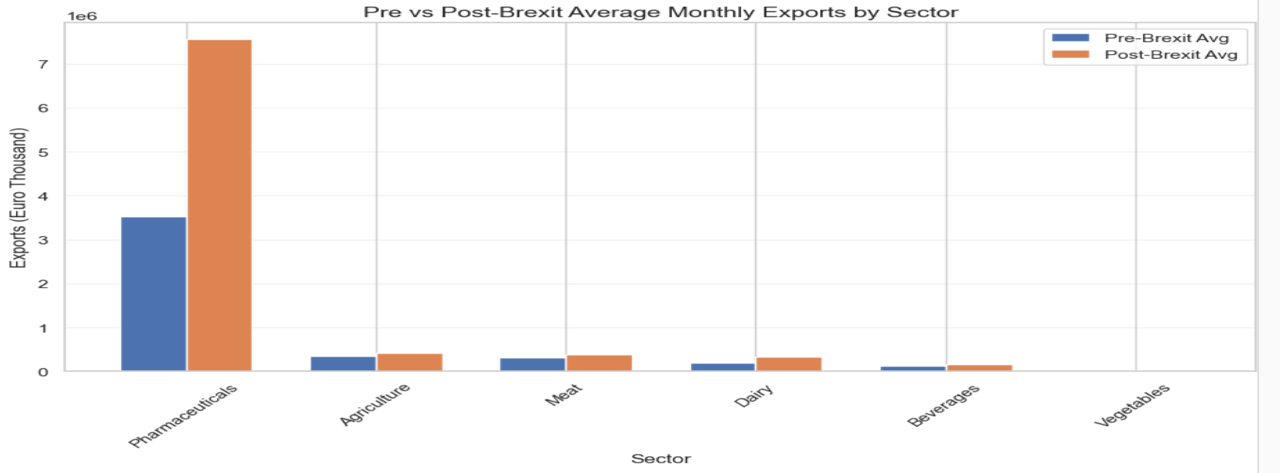 Pre vs Post-Brexit Average Monthly Exports by Sector
1e6
Pre-Brexit Avg
Post-Brexit Avg
Exports (Euro Thousand)
7
6
5
4
3
2
1
0
Pharmaceuticals
Agriculture
Meat
Dairy
Beverages
Vegetables
Sector